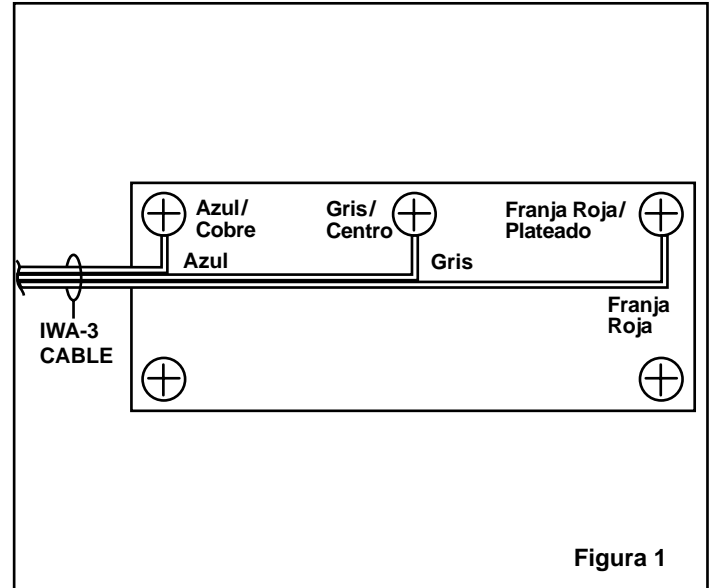 Azul/
Cobre
Gris/
Centro
Franja Roja/
Plateado
Azul
Gris
Franja
Roja
IWA-3
CABLE
Figura 1